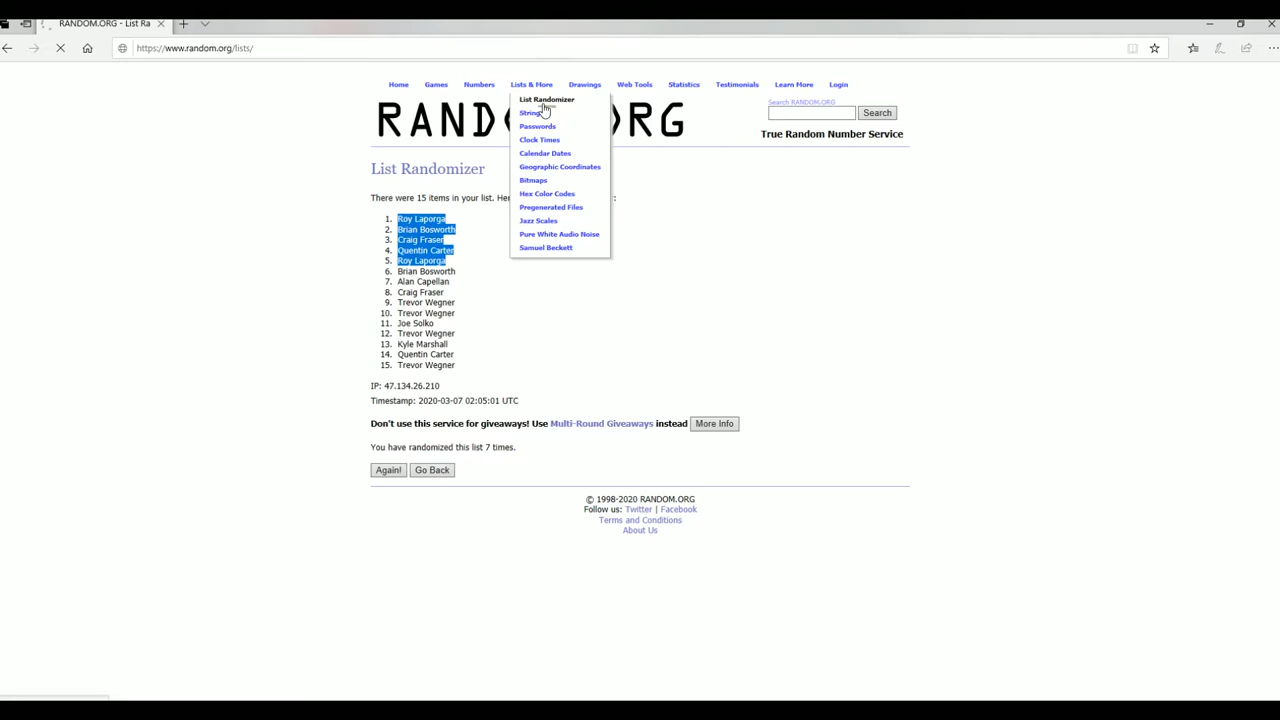 RANDOM.ORG - List Ra
https://www.random.org/lists/
Home Games Numbers Lists & More Drawings Web Tools Statistics Testimonials Learn More Login
List Randomizer
String
Passwords
Clock Times
Calendar Dates
Geographic Coordinates
Bitmaps
Hex Color Codes
Pregenerated Files
Jazz Scales
Pure White Audio Noise
Samuel Beckett
Search RANDOM.ORG
Search
True Random Number Service
List Randomizer
There were 15 items in your list. Her
1. Roy Laporga
2. Brian Bosworth
3. Craig Fraser
4. Quentin Carter
5. Roy Laporga
6. Brian Bosworth
7. Alan Capellan
8. Craig Fraser
9. Trevor Wegner
10. Trevor Wegner
11. Joe Solko
12. Trevor Wegner
13. Kyle Marshall
14. Quentin Carter
15. Trevor Wegner
IP: 47.134.26.210
Timestamp: 2020-03-07 02:05:01 UTC
Don't use this service for giveaways! Use Multi-Round Giveaways instead More Info
You have randomized this list 7 times.
Again! Go Back
© 1998-2020 RANDOM.ORG
Follow us: Twitter | Facebook
Terms and Conditions
About Us